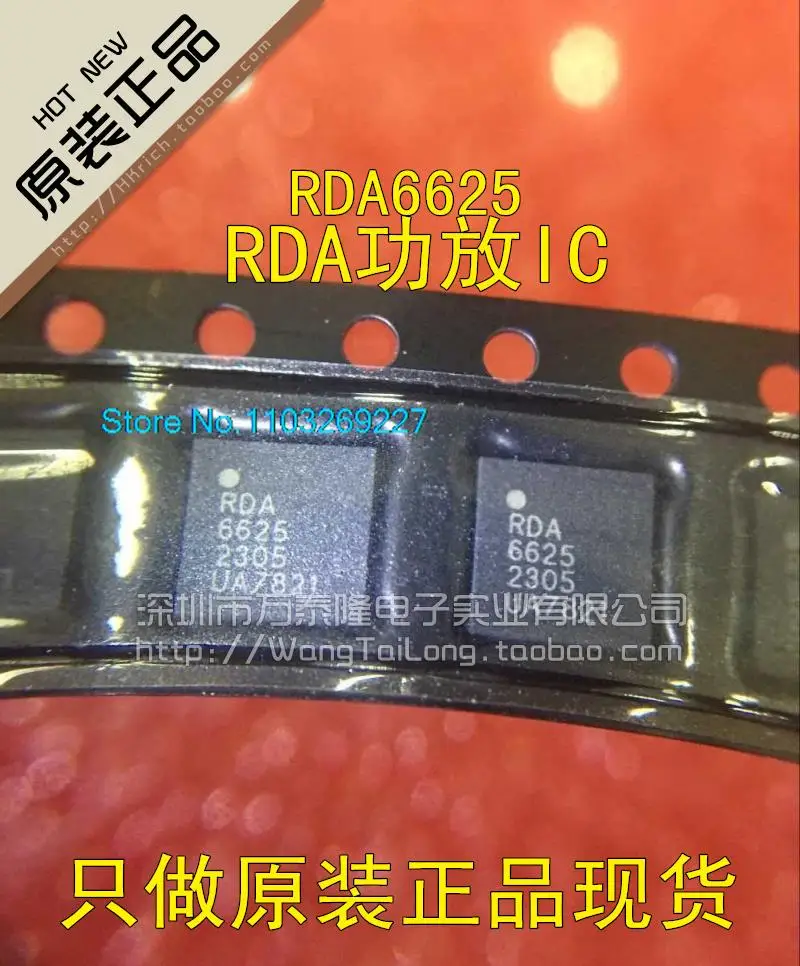 HOT NEW
原装正品
http://HKrich.taobao.com
RDA6625
RDA功放IC
Store No. 1103269227
RDA
6625
2305
UA7821
RDA
6625
2305
UA7821
深圳市万泰隆电子实业有限公司
http://WangTaiLong.taobao.com
只做原装正品现货